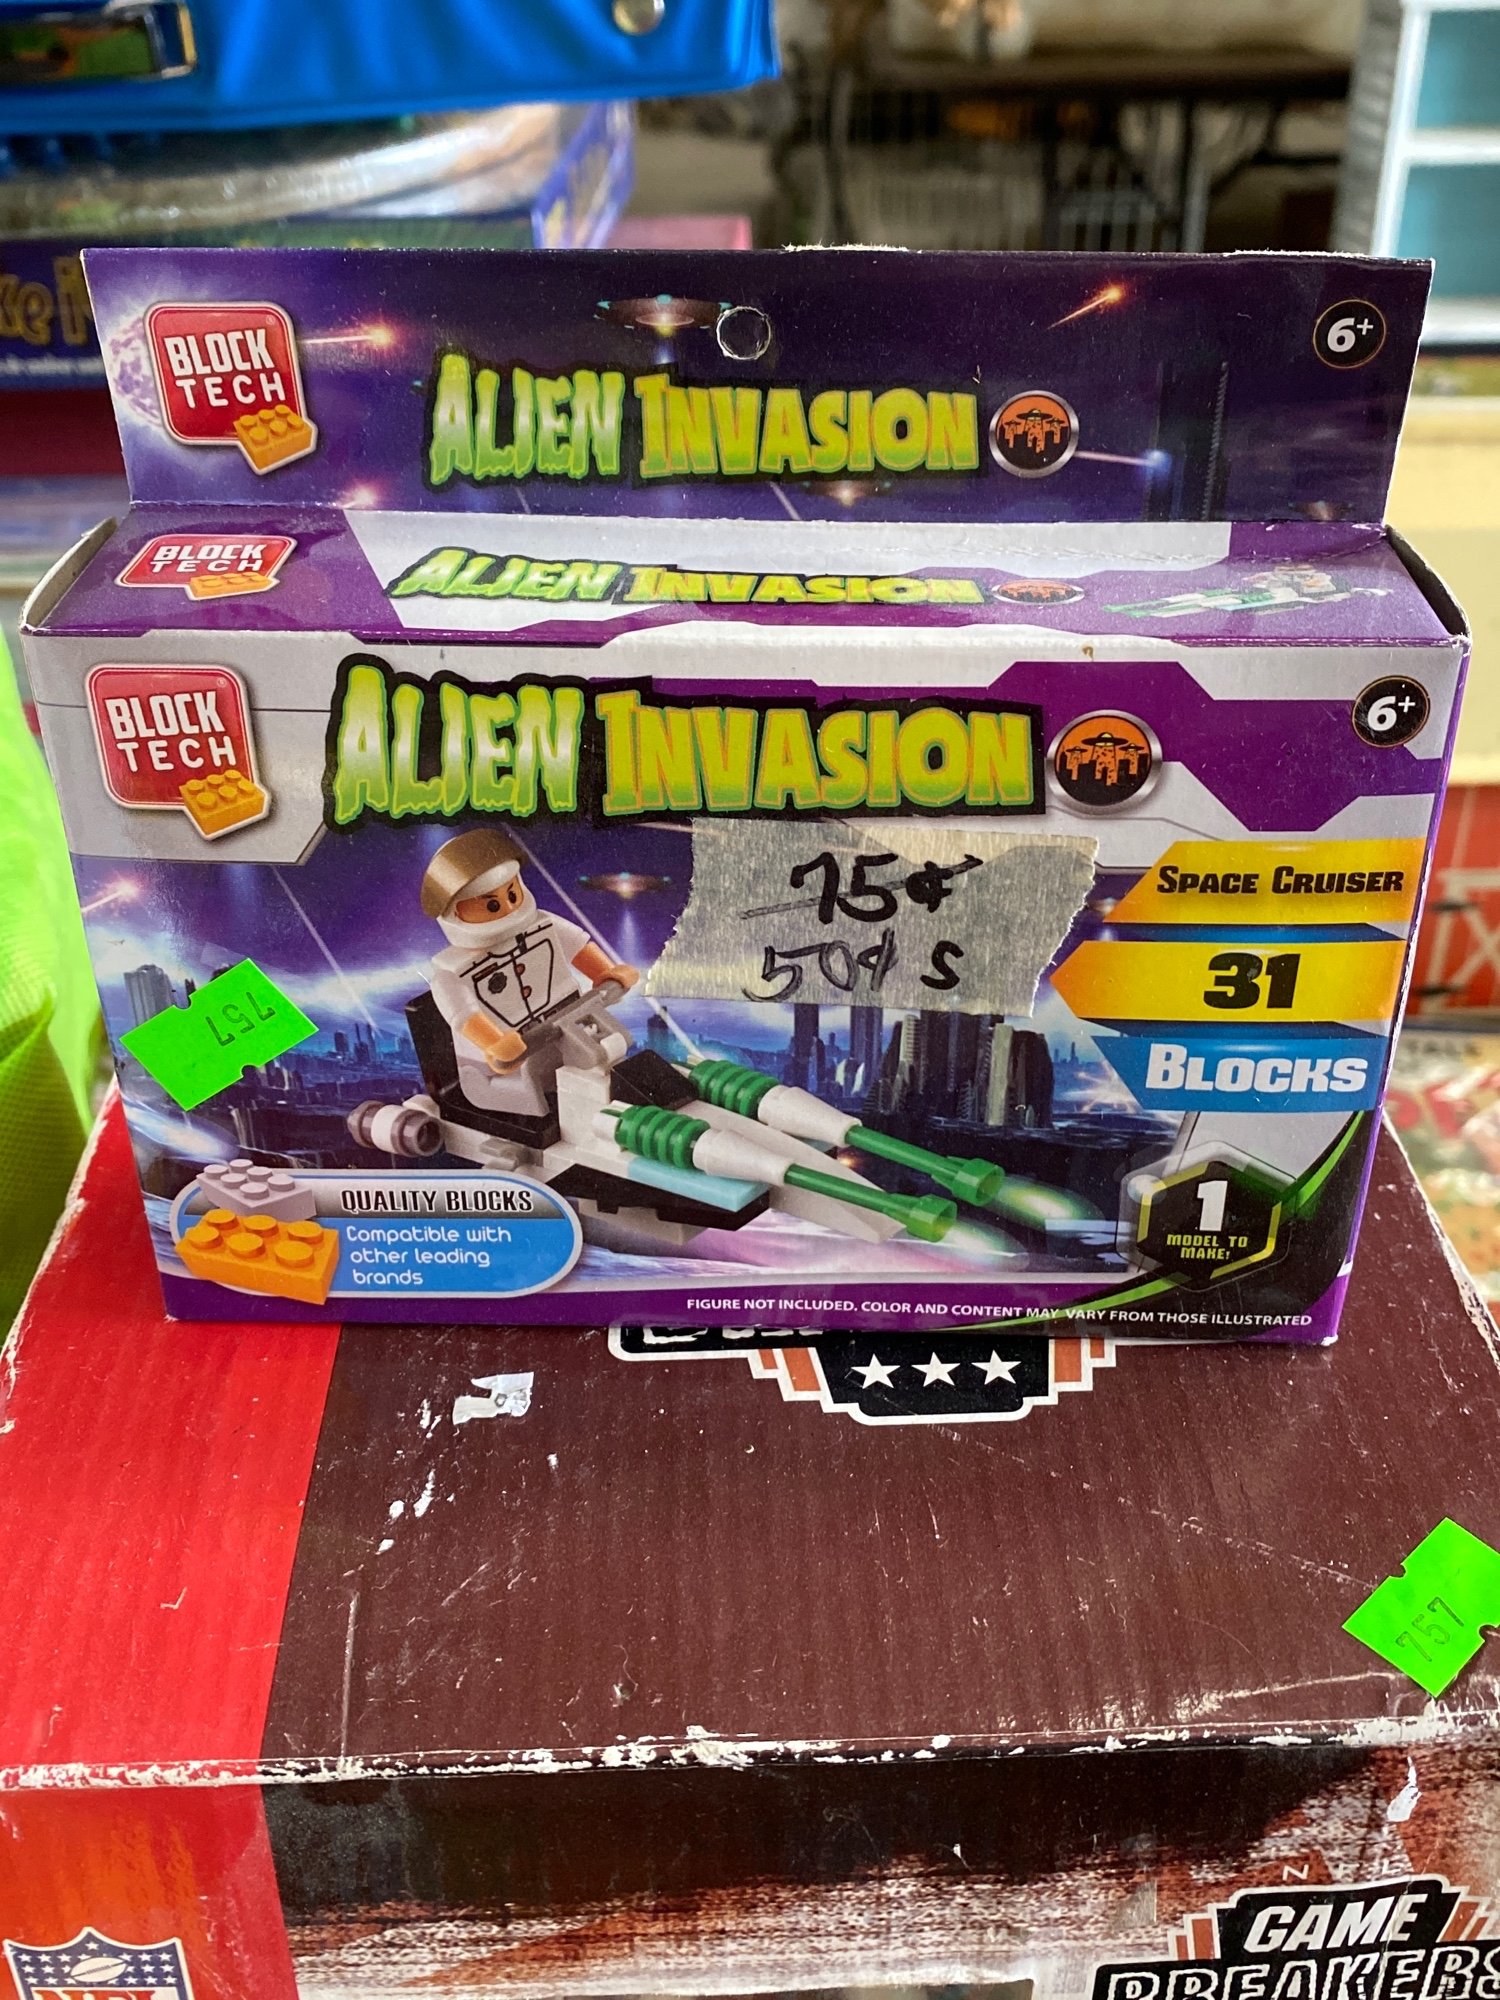 BLOCK
TECH
ALIEN INVASION
6+
BLOCK
TECH
ALIEN INVASION
BLOCK
TECH
ALIEN INVASION
6+
75¢
50¢ S
SPACE CRUISER
31
BLOCKS
757
QUALITY BLOCKS
Compatible with
other leading
brands
1
MODEL TO
MAKE!
FIGURE NOT INCLUDED. COLOR AND CONTENT MAY VARY FROM THOSE ILLUSTRATED
757
NFL
GAME
BREAKERS
NFL